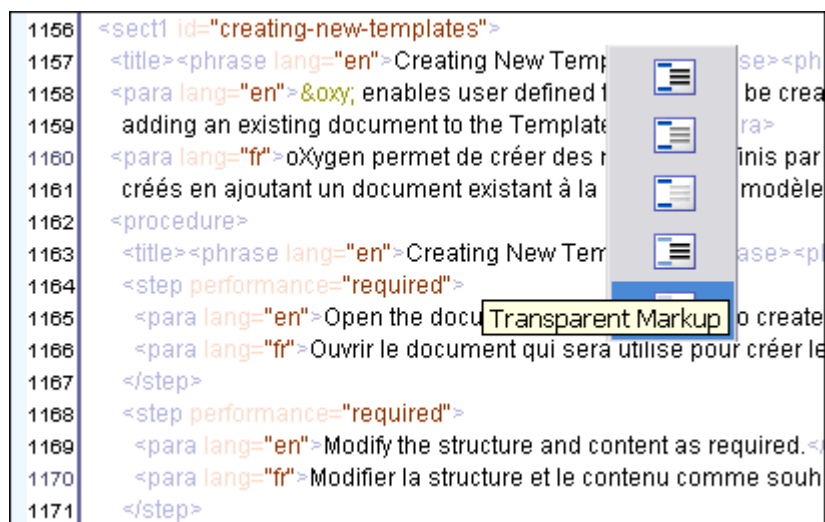 1156 <sect1 id="creating-new-templates">
1157 <title><phrase lang="en">Creating New Temp se><ph
1158 <para lang="en">&oxy; enables user defined t be crea
1159 adding an existing document to the Template ra>
1160 <para lang="fr">oXygen permet de créer des r inis par
1161 créés en ajoutant un document existant à la modèle
1162 <procedure>
1163 <title><phrase lang="en">Creating New Tem ase><pl
1164 <step performance="required">
1165 <para lang="en">Open the docu Transparent Markup o create
1166 <para lang="fr">Ouvrir le document qui sera utilisé pour créer le
1167 </step>
1168 <step performance="required">
1169 <para lang="en">Modify the structure and content as required.</
1170 <para lang="fr">Modifier la structure et le contenu comme souh
1171 </step>